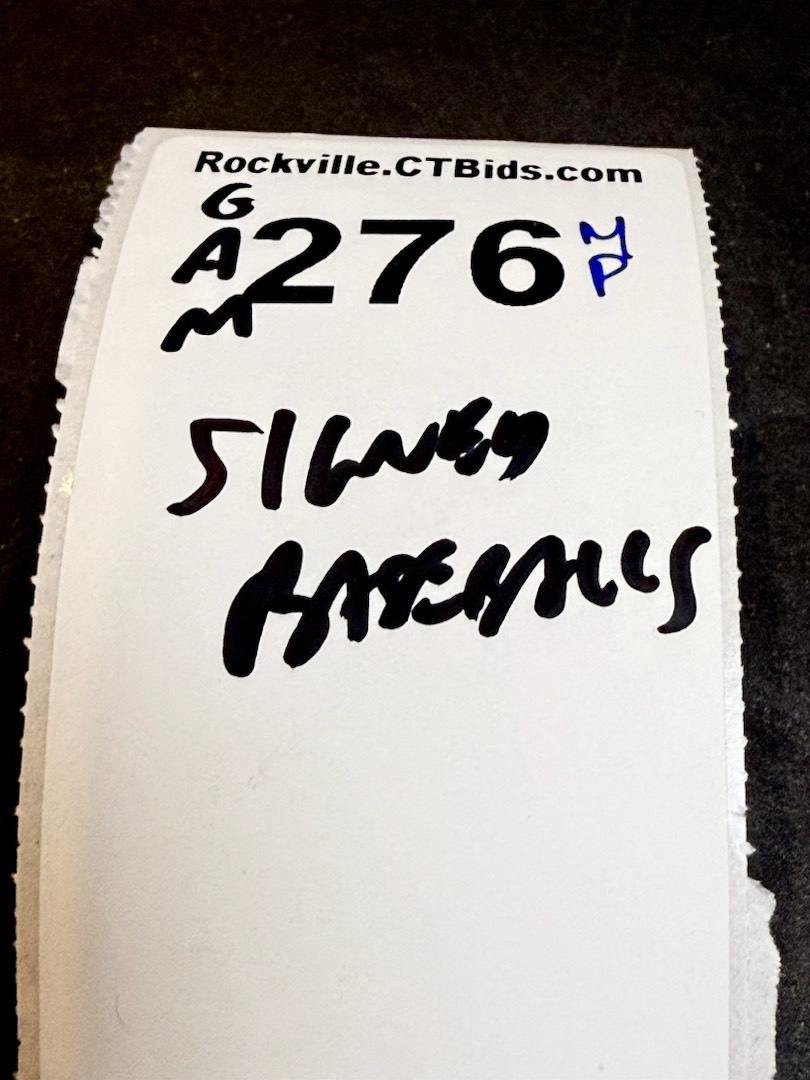 Rockville.CTBids.com
G
A
M
276
MP
SIGNED
BASEBALLS